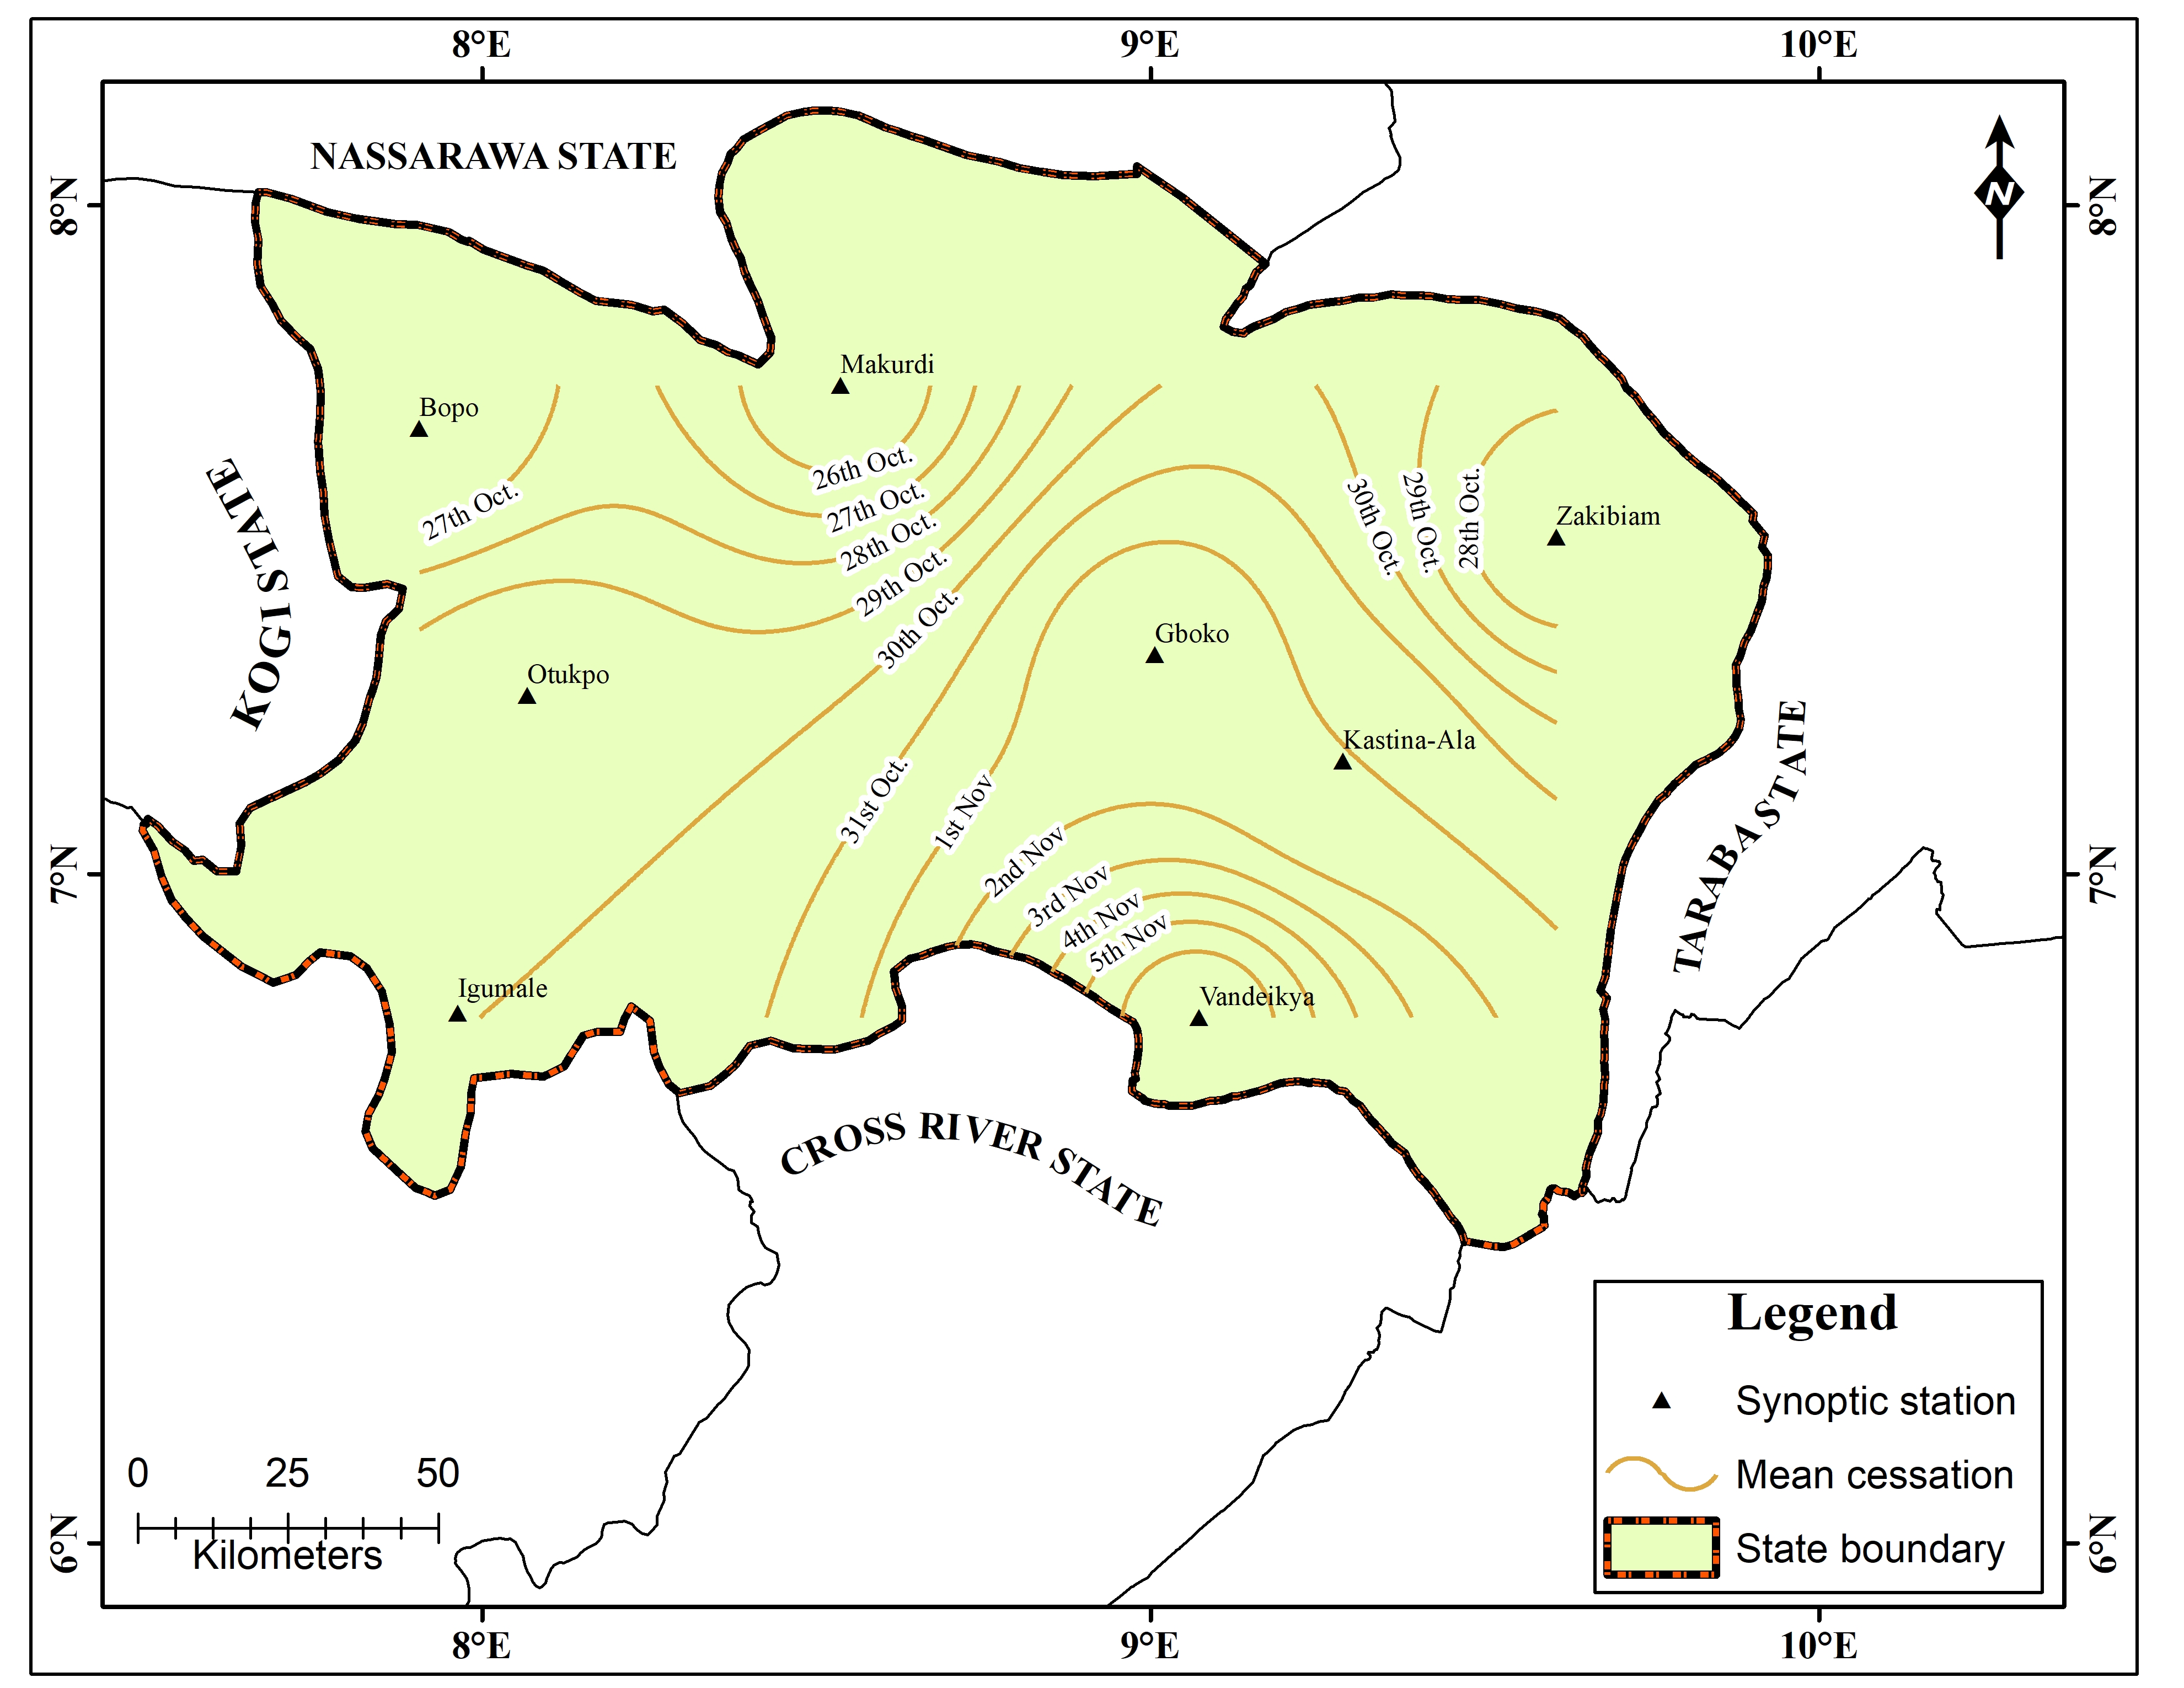 8°E 9°E 10°E
NASSARAWA STATE
N
8°N 8°N
Makurdi
Bopo
26th Oct.
27th Oct.
27th Oct.
28th Oct.
29th Oct.
30th Oct.
30th Oct.
29th Oct.
28th Oct.
Zakibiam
KOGI STATE
Gboko
Otukpo
Kastina-Ala
31st Oct.
1st Nov
2nd Nov
3rd Nov
4th Nov
5th Nov
TARABA STATE
7°N 7°N
Igumale
Vandeikya
CROSS RIVER STATE
Legend
Synoptic station
Mean cessation
State boundary
0 25 50
Kilometers
6°N 6°N
8°E 9°E 10°E